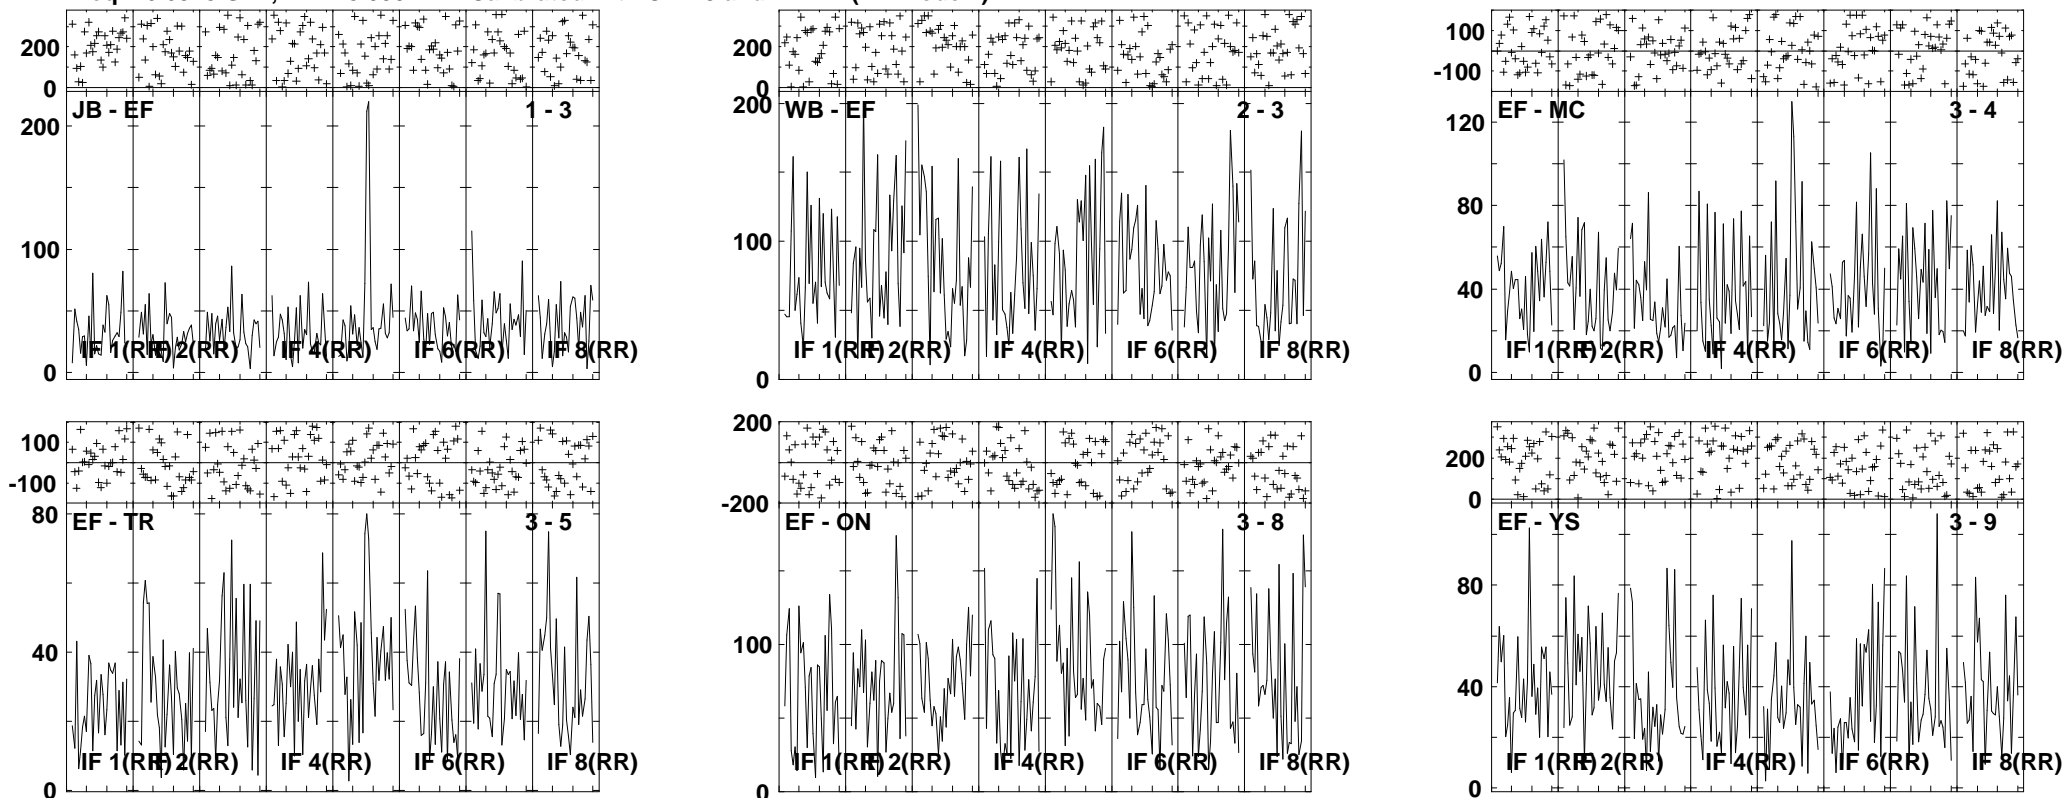 200
0
JB - EF
1 - 3
200
100
0
IF 1(RR)
IF 2(RR)
IF 4(RR)
IF 6(RR)
IF 8(RR)
200
0
WB - EF
2 - 3
200
100
0
IF 1(RR)
IF 2(RR)
IF 4(RR)
IF 6(RR)
IF 8(RR)
100
-100
EF - MC
3 - 4
120
80
40
0
IF 1(RR)
IF 2(RR)
IF 4(RR)
IF 6(RR)
IF 8(RR)
100
-100
EF - TR
3 - 5
80
40
0
IF 1(RR)
IF 2(RR)
IF 4(RR)
IF 6(RR)
IF 8(RR)
200
-200
EF - ON
3 - 8
100
0
IF 1(RR)
IF 2(RR)
IF 4(RR)
IF 6(RR)
IF 8(RR)
200
0
EF - YS
3 - 9
80
40
0
IF 1(RR)
IF 2(RR)
IF 4(RR)
IF 6(RR)
IF 8(RR)